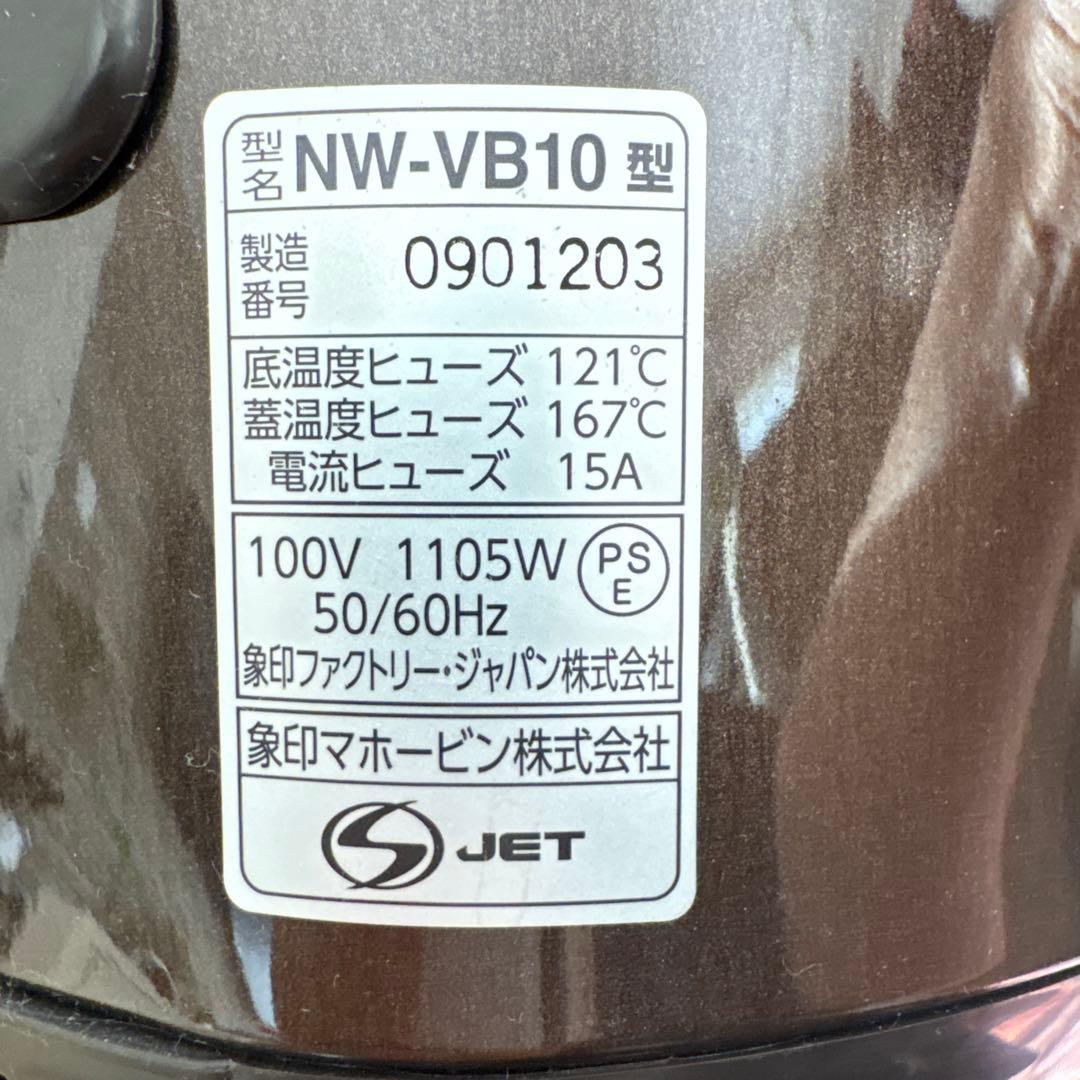 型名 NW-VB10 型
製造番号 0901203
底温度ヒューズ 121℃
蓋温度ヒューズ 167℃
電流ヒューズ 15A
100V 1105W PSE
50/60Hz
象印ファクトリー・ジャパン株式会社
象印マホービン株式会社
S JET